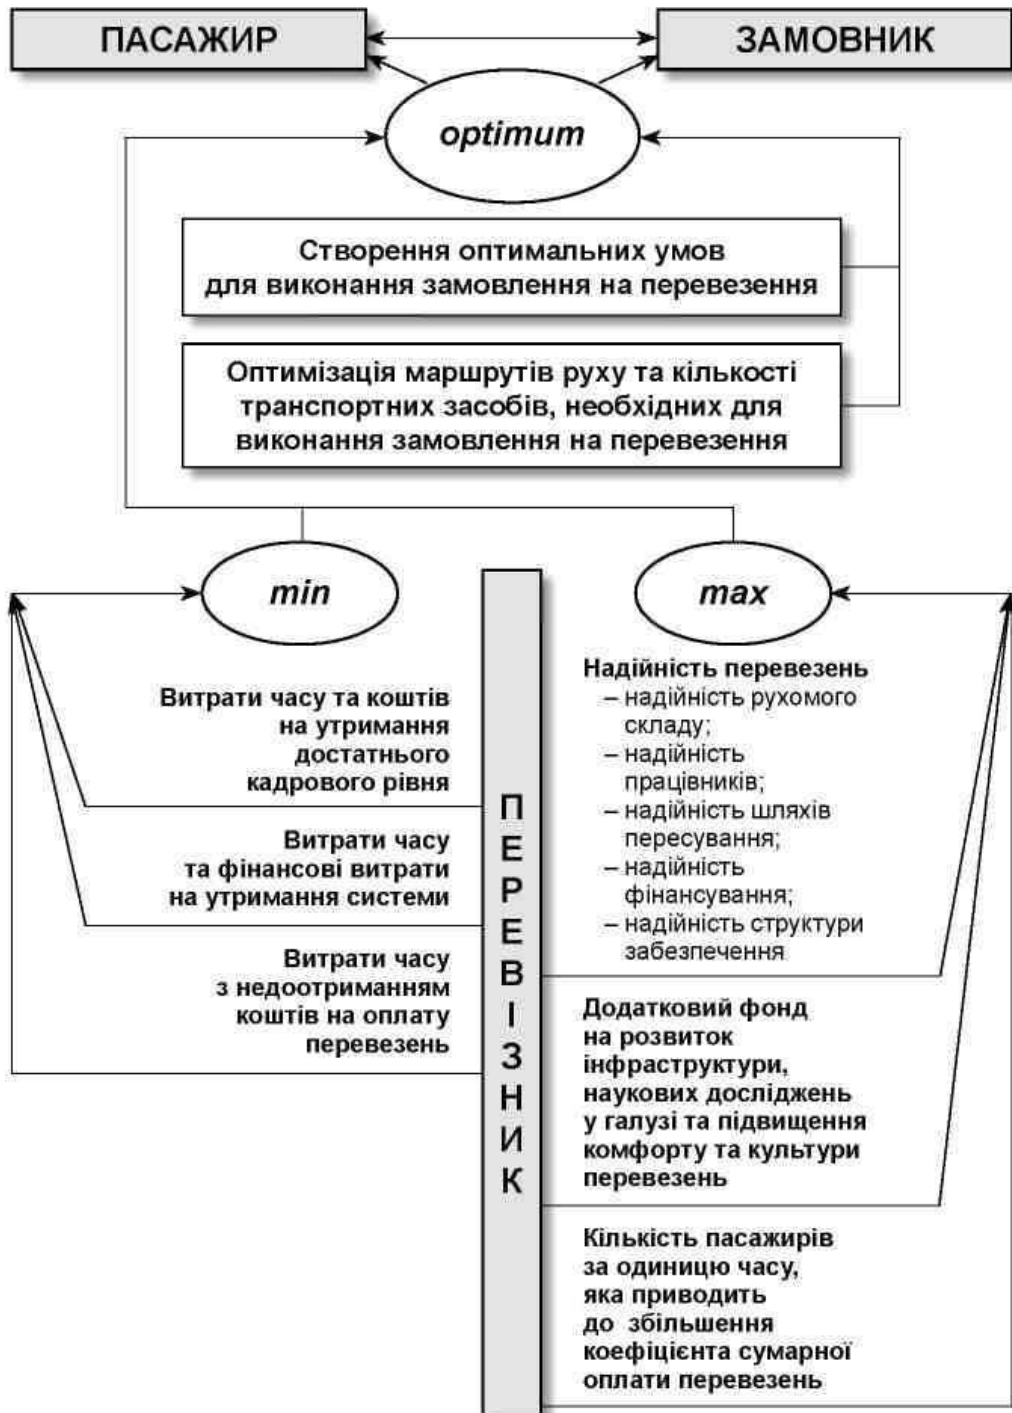 ПАСАЖИР
ЗАМОВНИК
optimum
Створення оптимальних умов
для виконання замовлення на перевезення
Оптимізація маршрутів руху та кількості
транспортних засобів, необхідних для
виконання замовлення на перевезення
min
max
Витрати часу та коштів
на утримання
достатнього
кадрового рівня
Витрати часу
та фінансові витрати
на утримання системи
Витрати часу
з недоотриманням
коштів на оплату
перевезень
ПЕРЕВІЗНИК
Надійність перевезень
– надійність рухомого
складу;
– надійність
працівників;
– надійність шляхів
пересування;
– надійність
фінансування;
– надійність структури
забезпечення
Додатковий фонд
на розвиток
інфраструктури,
наукових досліджень
у галузі та підвищення
комфорту та культури
перевезень
Кількість пасажирів
за одиницю часу,
яка приводить
до збільшення
коефіцієнта сумарної
оплати перевезень